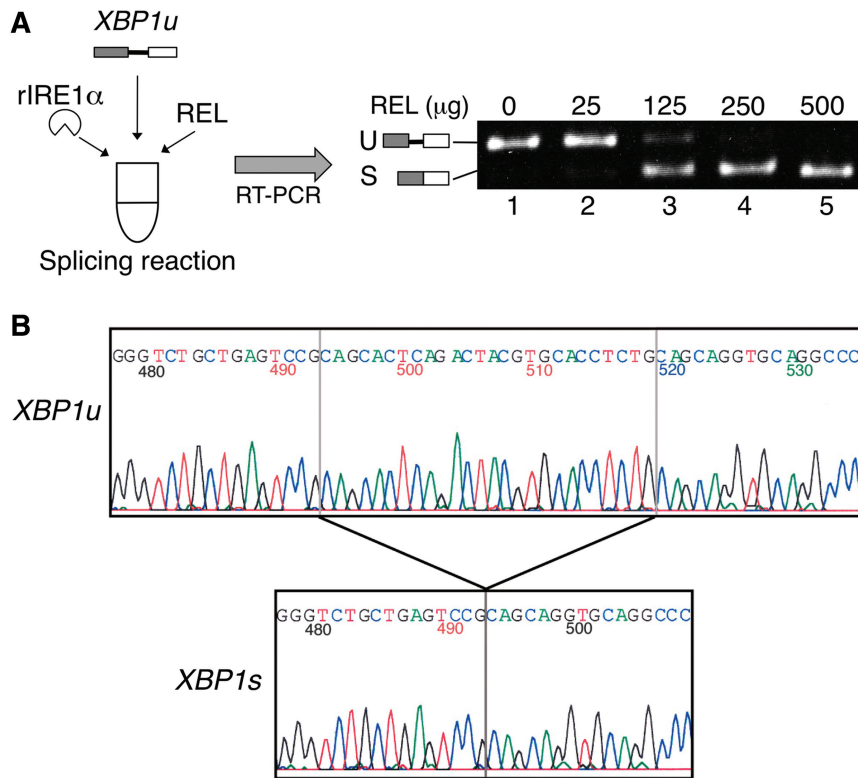 A
XBP1u
rIRE1α
REL
Splicing reaction
RT-PCR
REL (μg) 0 25 125 250 500
U
S
1 2 3 4 5
B
XBP1u
GGGTCTGCTGAGTCCGCAGCACTCAGACTACGTGCACCTCTGCAGCAGGTGCAGGCCC
480 490 500 510 520 530
XBP1s
GGGTCTGCTGAGTCCGCAGCAGGTGCAGGCCC
480 490 500